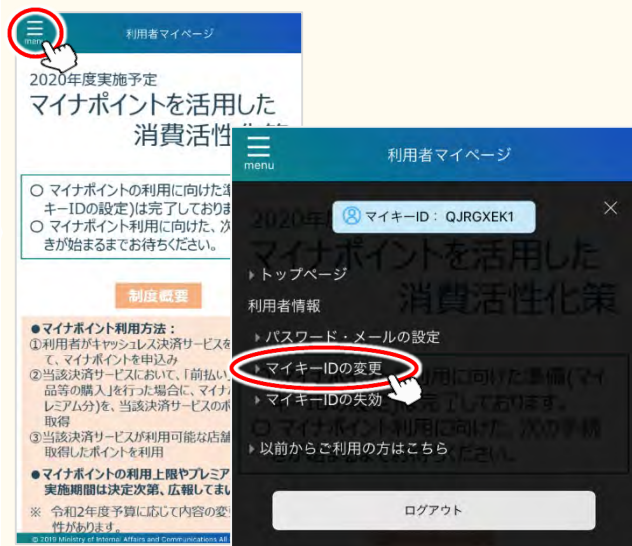 menu
利用者マイページ
2020年度実施予定
マイナポイントを活用した
消費活性
〇 マイナポイントの利用に向けた
キーIDの設定)は完了しており
〇 マイナポイント利用に向けた、次
きが始まるまでお待ちください。
制度概要
●マイナポイント利用方法：
①利用者がキャッシュレス決済サービスを
て、マイナポイントを申込み
②当該決済サービスにおいて、「前払い
品等の購入」を行った場合に、マイナ
レミアム分)を、当該決済サービスのポ
取得
③当該決済サービスが利用可能な店舗
取得したポイントを利用
●マイナポイントの利用上限やプレミア
実施期間は決定次第、広報してまい
※ 令和2年度予算に応じて内容の変
性があります。
© 2019 Ministry of Internal Affairs and Communications All
menu
利用者マイページ
マイキーID： QJRGXEK1
×
トップページ
利用者情報
パスワード・メールの設定
マイキーIDの変更
マイキーIDの失効
以前からご利用の方はこちら
ログアウト